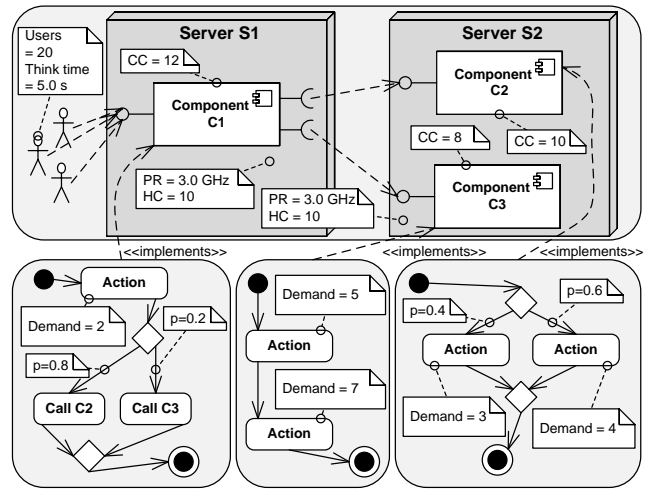 Users
= 20
Think time
= 5.0 s
Server S1
CC = 12
Component
C1
PR = 3.0 GHz
HC = 10
Server S2
Component
C2
CC = 8
CC = 10
Component
C3
PR = 3.0 GHz
HC = 10
<<implements>>
<<implements>>
<<implements>>
Action
Demand = 2
p=0.2
p=0.8
Call C2
Call C3
Demand = 5
Action
Demand = 7
Action
p=0.4
p=0.6
Action
Action
Demand = 3
Demand = 4